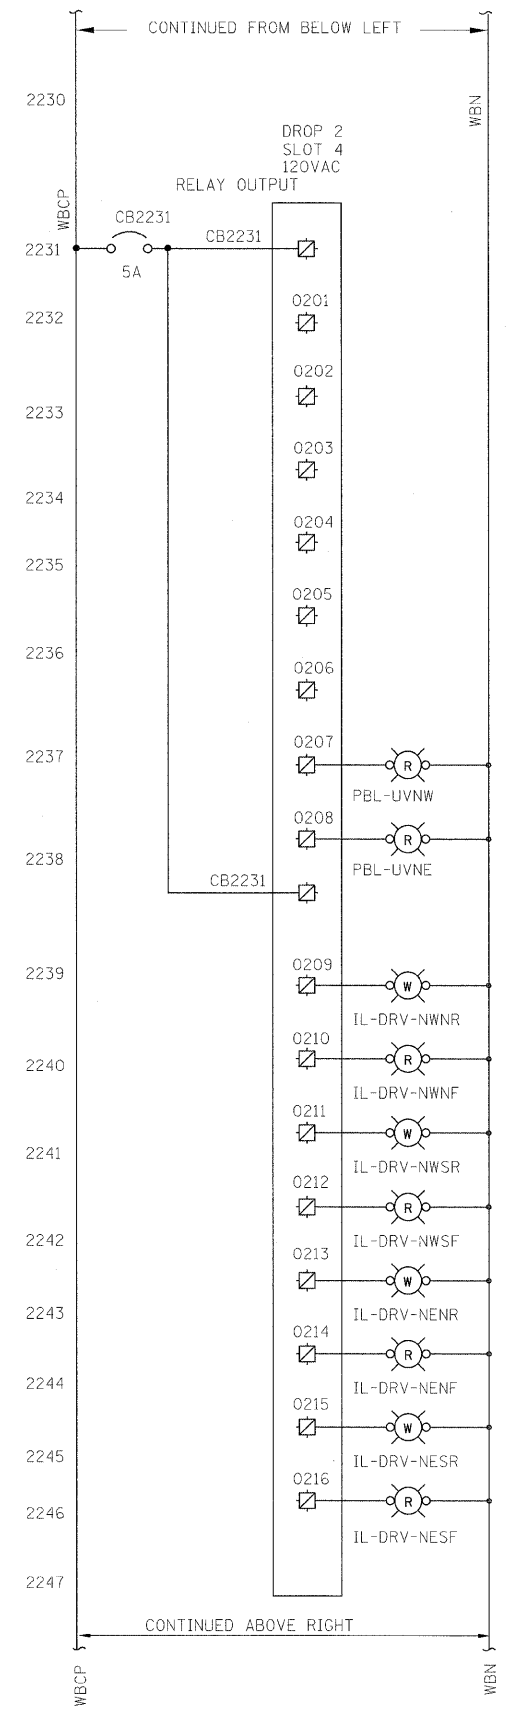 CONTINUED FROM BELOW LEFT
2230
WBN
DROP 2
SLOT 4
120VAC
RELAY OUTPUT
WBCP
CB2231
CB2231
2231
5A
0201
2232
0202
2233
0203
2234
0204
2235
0205
2236
0206
0207
2237
R
PBL-UVNW
0208
R
2238
PBL-UVNE
CB2231
0209
2239
W
IL-DRV-NWNR
0210
2240
R
IL-DRV-NWNF
0211
W
2241
IL-DRV-NWSR
0212
R
2242
IL-DRV-NWSF
0213
W
2243
IL-DRV-NENR
0214
R
2244
IL-DRV-NENF
0215
W
2245
IL-DRV-NESR
0216
R
2246
IL-DRV-NESF
2247
CONTINUED ABOVE RIGHT
WBCP
WBN